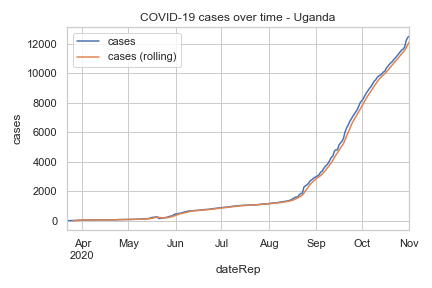 COVID-19 cases over time - Uganda
cases
cases (rolling)
cases
12000
10000
8000
6000
4000
2000
0
Apr May Jun Jul Aug Sep Oct Nov
2020
dateRep